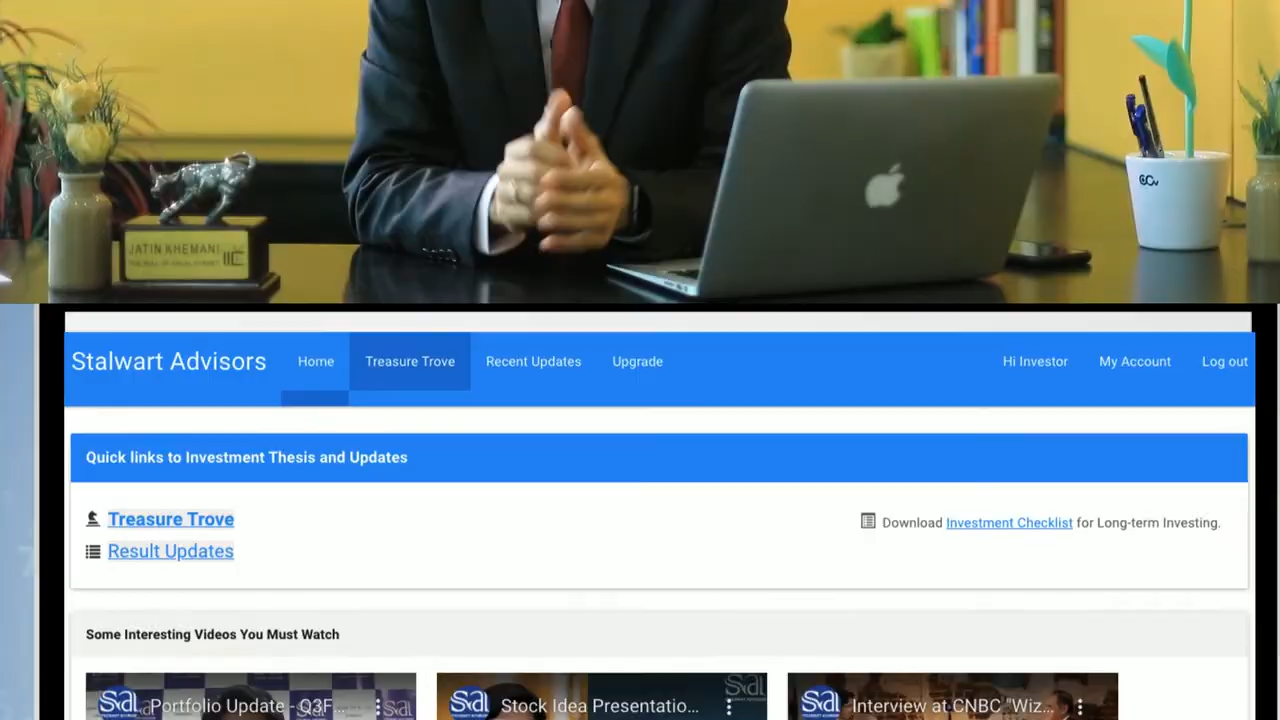 JATIN KHEMANI
Stalwart Advisors
Home
Treasure Trove
Recent Updates
Upgrade
Hi Investor
My Account
Log out
Quick links to Investment Thesis and Updates
Treasure Trove
Download Investment Checklist for Long-term Investing.
Result Updates
Some Interesting Videos You Must Watch
Portfolio Update - Q3F...
Stock Idea Presentatio...
Interview at CNBC "Wiz...